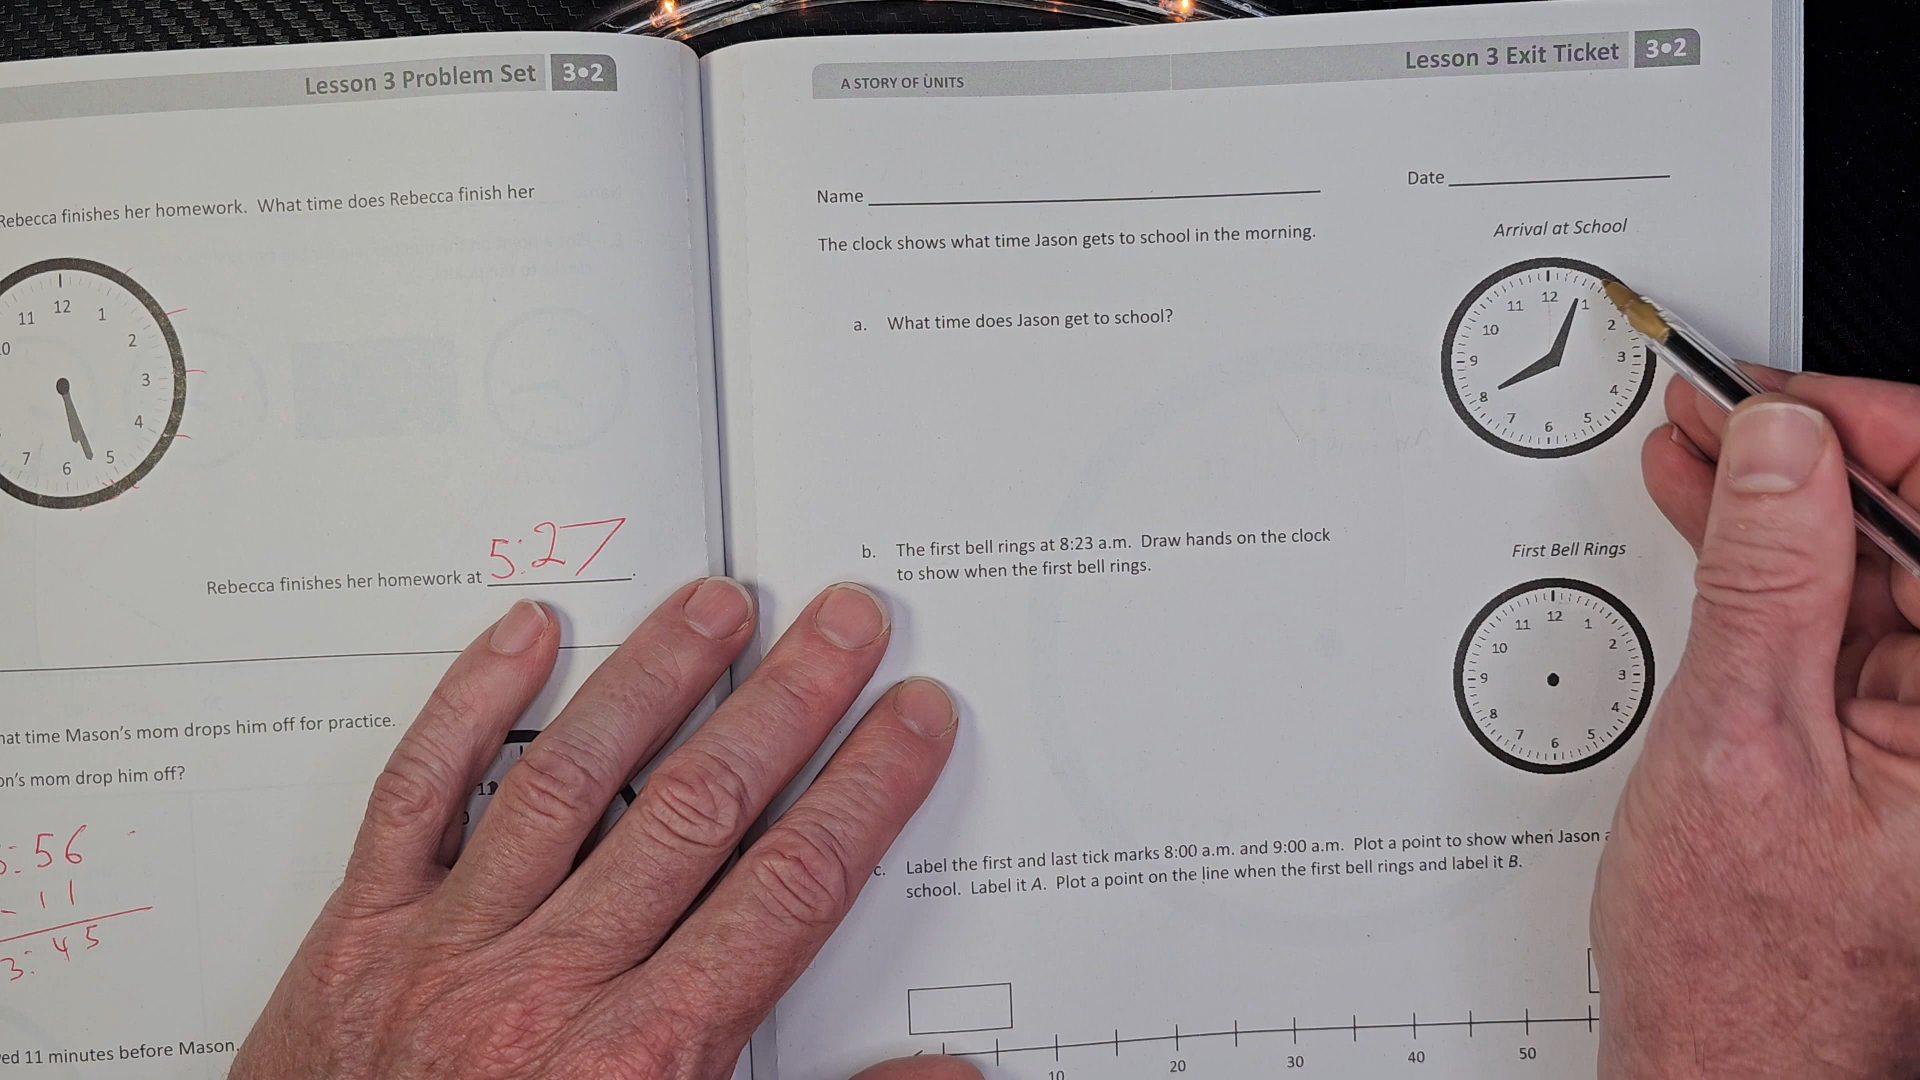 Lesson 3 Problem Set 3•2
Rebecca finishes her homework. What time does Rebecca finish her
12
11 1
2
3
4
7 5
6
5:27
Rebecca finishes her homework at
time Mason's mom drops him off for practice.
mom drop him off?
11
:56
- 11
3:45
11 minutes before Mason.
A STORY OF UNITS
Lesson 3 Exit Ticket 3•2
Name Date
The clock shows what time Jason gets to school in the morning.
Arrival at School
a. What time does Jason get to school?
12
11 1
10 2
9 3
8 4
7 5
6
b. The first bell rings at 8:23 a.m. Draw hands on the clock
to show when the first bell rings.
First Bell Rings
12
11 1
10 2
9 3
8 4
7 5
6
c. Label the first and last tick marks 8:00 a.m. and 9:00 a.m. Plot a point to show when Jason
school. Label it A. Plot a point on the line when the first bell rings and label it B.
10 20 30 40 50